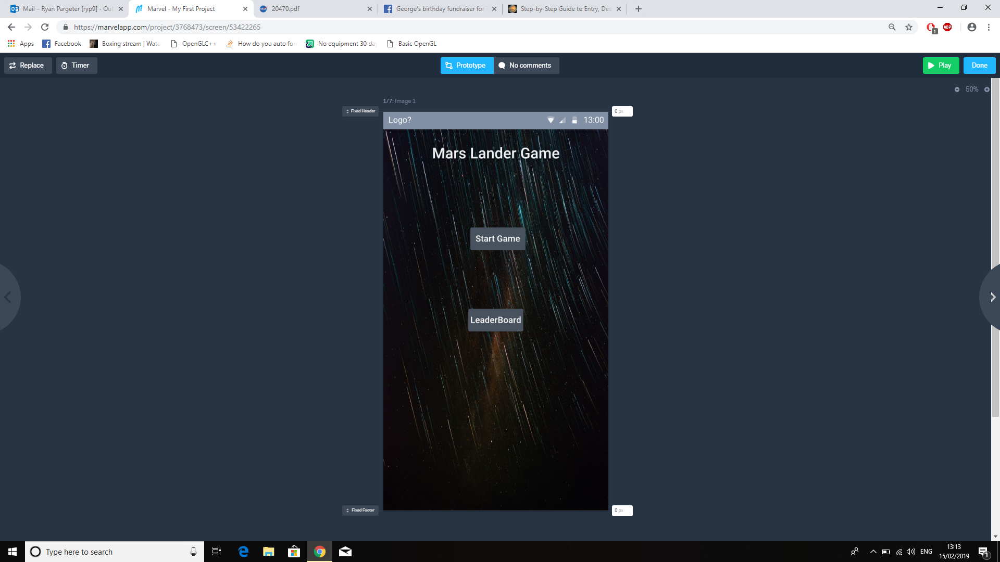 Mail – Ryan Pargeter [ryp9] - Out
Marvel - My First Project
20470.pdf
George's birthday fundraiser for
Step-by-Step Guide to Entry, Des
https://marvelapp.com/project/3768473/screen/53422265
ABP
1
Apps
Facebook
Boxing stream | Watc
OpenGLC++
How do you auto for
No equipment 30 da
Basic OpenGL
Replace
Timer
Prototype
No comments
Play
Done
50%
1/7: Image 1
Fixed Header
0 px
Logo?
13:00
Mars Lander Game
Start Game
LeaderBoard
Fixed Footer
0 px
Type here to search
ENG
13:13
15/02/2019
1